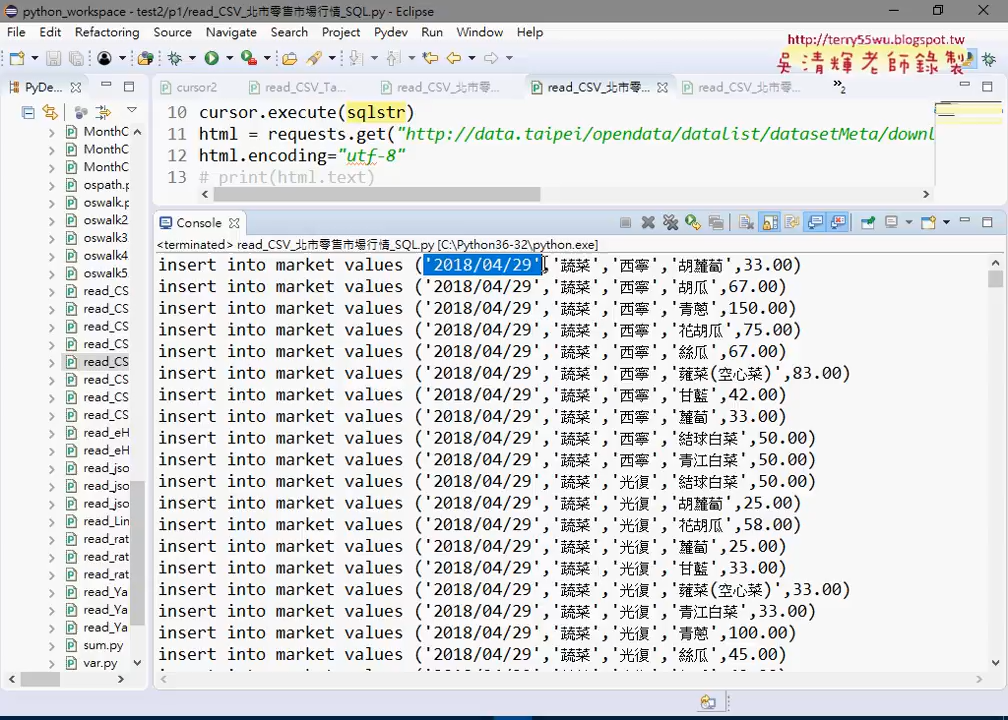 python_workspace - test2/p1/read_CSV_北市零售市場行情_SQL.py - Eclipse
File Edit Refactoring Source Navigate Search Project Pydev Run Window Help
http://terry55wu.blogspot.tw
吳清輝老師錄製
PyDe...
cursor2
read_CSV_Ta...
read_CSV_北市零...
read_CSV_北市零...
read_CSV_北市零...
»2
10 cursor.execute(sqlstr)
11 html = requests.get("http://data.taipei/opendata/datalist/datasetMeta/downl
12 html.encoding="utf-8"
13 # print(html.text)
MonthC
MonthC
MonthC
ospath.p
oswalk.p
oswalk2
oswalk3
oswalk4
oswalk5
read_CS
read_CS
read_CS
read_CS
read_CS
read_CS
read_CS
read_eH
read_eH
read_jso
read_jso
read_jso
read_Lin
read_rat
read_rat
read_rat
read_Ya
read_Ya
read_Ya
sum.py
var.py
Console
<terminated> read_CSV_北市零售市場行情_SQL.py [C:\Python36-32\python.exe]
insert into market values ('2018/04/29','蔬菜','西寧','胡蘿蔔',33.00)
insert into market values ('2018/04/29','蔬菜','西寧','胡瓜',67.00)
insert into market values ('2018/04/29','蔬菜','西寧','青蔥',150.00)
insert into market values ('2018/04/29','蔬菜','西寧','花胡瓜',75.00)
insert into market values ('2018/04/29','蔬菜','西寧','絲瓜',67.00)
insert into market values ('2018/04/29','蔬菜','西寧','蕹菜(空心菜)',83.00)
insert into market values ('2018/04/29','蔬菜','西寧','甘藍',42.00)
insert into market values ('2018/04/29','蔬菜','西寧','蘿蔔',33.00)
insert into market values ('2018/04/29','蔬菜','西寧','結球白菜',50.00)
insert into market values ('2018/04/29','蔬菜','西寧','青江白菜',50.00)
insert into market values ('2018/04/29','蔬菜','光復','結球白菜',50.00)
insert into market values ('2018/04/29','蔬菜','光復','胡蘿蔔',25.00)
insert into market values ('2018/04/29','蔬菜','光復','花胡瓜',58.00)
insert into market values ('2018/04/29','蔬菜','光復','蘿蔔',25.00)
insert into market values ('2018/04/29','蔬菜','光復','甘藍',33.00)
insert into market values ('2018/04/29','蔬菜','光復','蕹菜(空心菜)',33.00)
insert into market values ('2018/04/29','蔬菜','光復','青江白菜',33.00)
insert into market values ('2018/04/29','蔬菜','光復','青蔥',100.00)
insert into market values ('2018/04/29','蔬菜','光復','絲瓜',45.00)